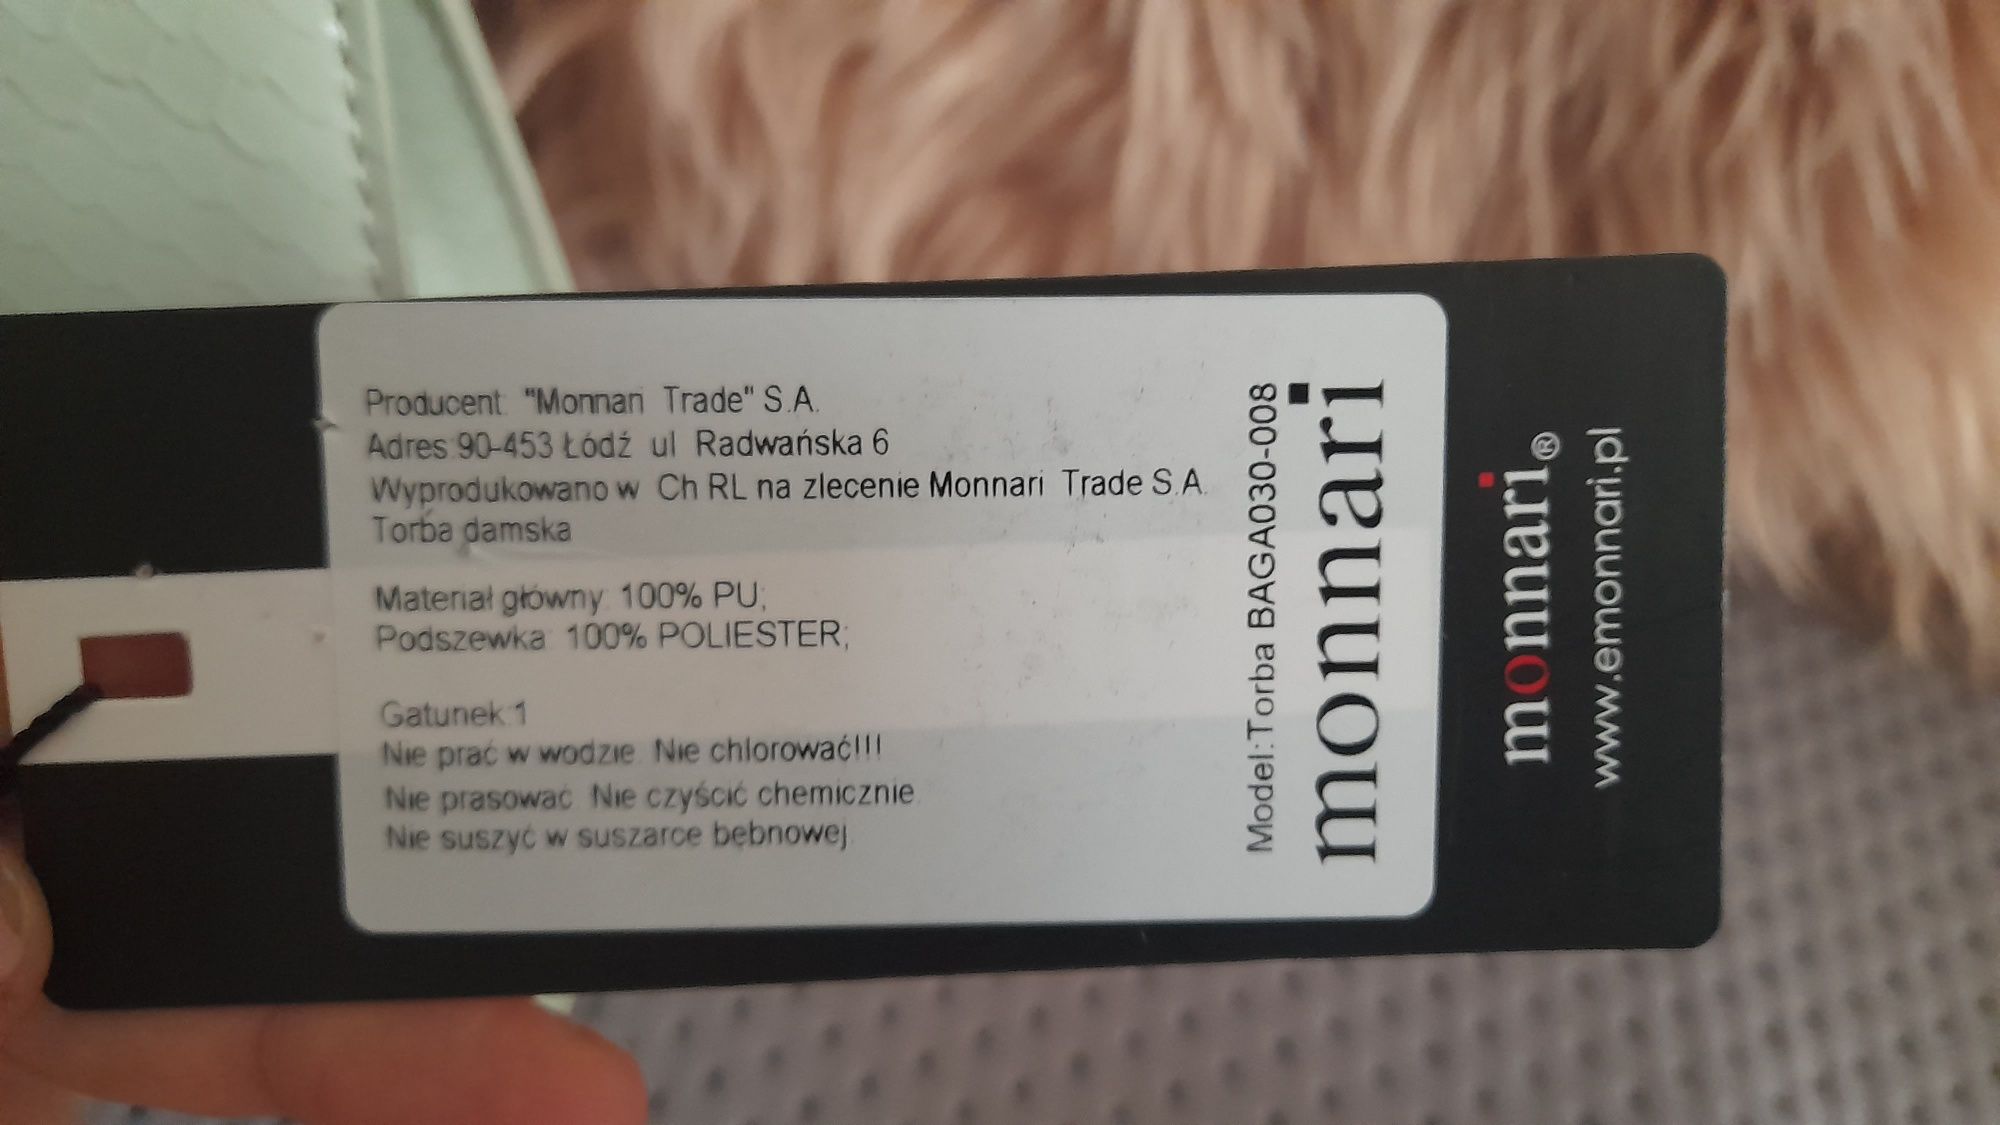 Producent: "Monnari Trade" S.A.
Adres:90-453 Łódź ul Radwańska 6
Wyprodukowano w Ch RL na zlecenie Monnari Trade S.A.
Torba damska
Materiał główny: 100% PU;
Podszewka: 100% POLIESTER;
Gatunek:1
Nie prać w wodzie. Nie chlorować!!!
Nie prasować. Nie czyścić chemicznie.
Nie suszyć w suszarce bębnowej.
Model:Torba BAGA030-008
monnari
monnari®
www.emonnari.pl